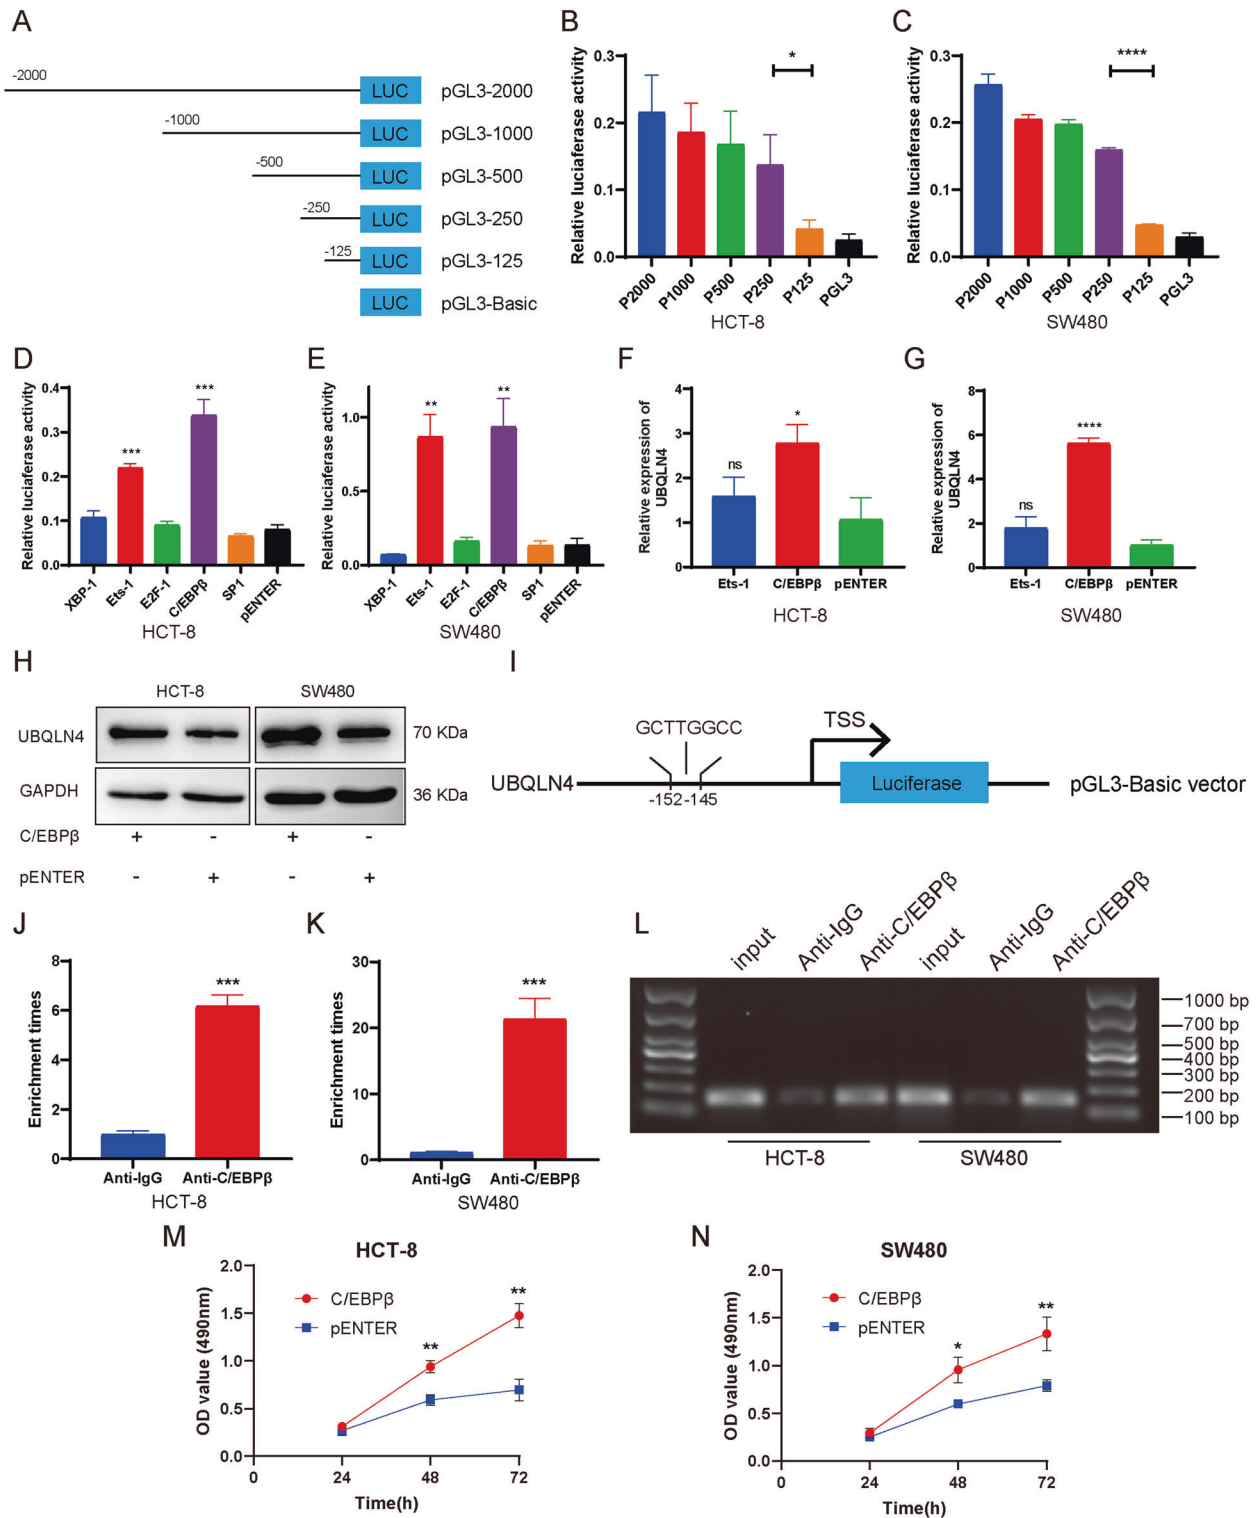 A
-2000 LUC pGL3-2000
-1000 LUC pGL3-1000
-500 LUC pGL3-500
-250 LUC pGL3-250
-125 LUC pGL3-125
LUC pGL3-Basic
B
Relative luciaferase activity
0.3
0.2
0.1
0.0
*
P2000 P1000 P500 P250 P125 PGL3
HCT-8
C
Relative luciaferase activity
0.3
0.2
0.1
0.0
****
P2000 P1000 P500 P250 P125 PGL3
SW480
D
Relative luciaferase activity
0.4
0.3
0.2
0.1
0.0
*** ***
XBP-1 Ets-1 E2F-1 C/EBPβ SP1 pENTER
HCT-8
E
Relative luciaferase activity
1.0
0.5
0.0
** **
XBP-1 Ets-1 E2F-1 C/EBPβ SP1 pENTER
SW480
F
Relative expression of
UBQLN4
4
3
2
1
0
ns *
Ets-1 C/EBPβ pENTER
HCT-8
G
Relative expression of
UBQLN4
8
6
4
2
0
ns ****
Ets-1 C/EBPβ pENTER
SW480
H
HCT-8 SW480
UBQLN4 70 KDa
GAPDH 36 KDa
C/EBPβ + - + -
pENTER - + - +
I
GCTTGGCC
TSS
UBQLN4 Luciferase pGL3-Basic vector
-152 -145
J
Enrichment times
8
6
4
2
0
***
Anti-IgG Anti-C/EBPβ
HCT-8
K
Enrichment times
30
20
10
0
***
Anti-IgG Anti-C/EBPβ
SW480
L
input Anti-IgG Anti-C/EBPβ input Anti-IgG Anti-C/EBPβ
1000 bp
700 bp
500 bp
400 bp
300 bp
200 bp
100 bp
HCT-8 SW480
M
HCT-8
OD value (490nm)
2.0
1.5
1.0
0.5
0.0
C/EBPβ
pENTER
** **
0 24 48 72
Time(h)
N
SW480
OD value (490nm)
2.0
1.5
1.0
0.5
0.0
C/EBPβ
pENTER
* **
0 24 48 72
Time(h)